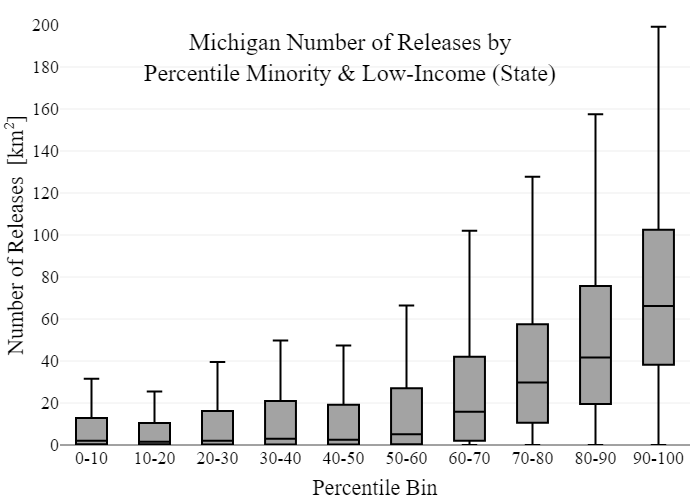 Michigan Number of Releases by
Percentile Minority & Low-Income (State)
Number of Releases [km²]
200
180
160
140
120
100
80
60
40
20
0
0-10 10-20 20-30 30-40 40-50 50-60 60-70 70-80 80-90 90-100
Percentile Bin